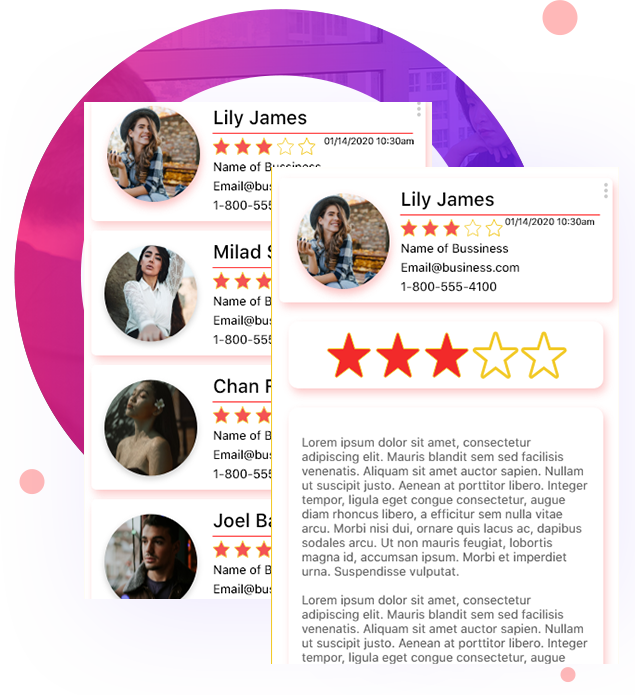 Lily James
01/14/2020 10:30am
Name of Bussiness
Email@bus
1-800-555
Milad S
Name of B
Email@bus
1-800-555
Chan F
Name of B
Email@bus
1-800-555
Joel Ba
Name of B
Email@bus
Lily James
01/14/2020 10:30am
Name of Bussiness
Email@business.com
1-800-555-4100
Lorem ipsum dolor sit amet, consectetur
adipiscing elit. Mauris blandit sem sed facilisis
venenatis. Aliquam sit amet auctor sapien. Nullam
ut suscipit justo. Aenean at porttitor libero. Integer
tempor, ligula eget congue consectetur, augue
diam rhoncus libero, a efficitur sem nulla vitae
arcu. Morbi nisi dui, ornare quis lacus ac, dapibus
sodales arcu. Ut non mauris feugiat, lobortis
magna id, accumsan ipsum. Morbi et imperdiet
urna. Suspendisse vulputat.
Lorem ipsum dolor sit amet, consectetur
adipiscing elit. Mauris blandit sem sed facilisis
venenatis. Aliquam sit amet auctor sapien. Nullam
ut suscipit justo. Aenean at porttitor libero. Integer
tempor, ligula eget congue consectetur, augue